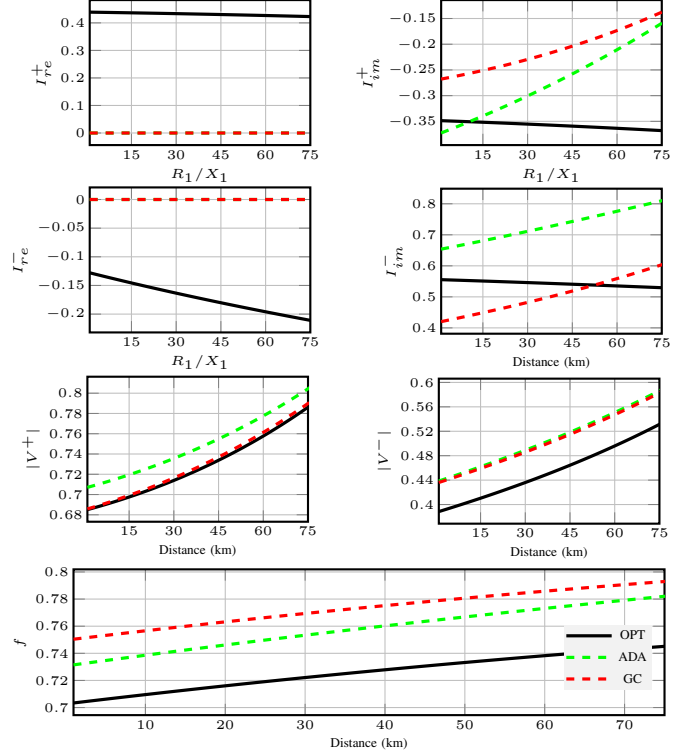 0.4
0.3
0.2
0.1
0
I⁺re
15 30 45 60 75
R₁/X₁
−0.15
−0.25
−0.35
I⁺im
15 30 45 60 75
R₁/X₁
0
−0.05
−0.1
−0.15
−0.2
I⁻re
15 30 45 60 75
R₁/X₁
0.8
0.7
0.6
0.5
0.4
I⁻im
15 30 45 60 75
Distance (km)
0.8
0.78
0.76
0.74
0.72
0.7
0.68
|V⁺|
15 30 45 60 75
Distance (km)
0.6
0.56
0.52
0.48
0.44
0.4
|V⁻|
15 30 45 60 75
Distance (km)
0.8
0.78
0.76
0.74
0.72
0.7
f
10 20 30 40 50 60 70
Distance (km)
OPT
ADA
GC